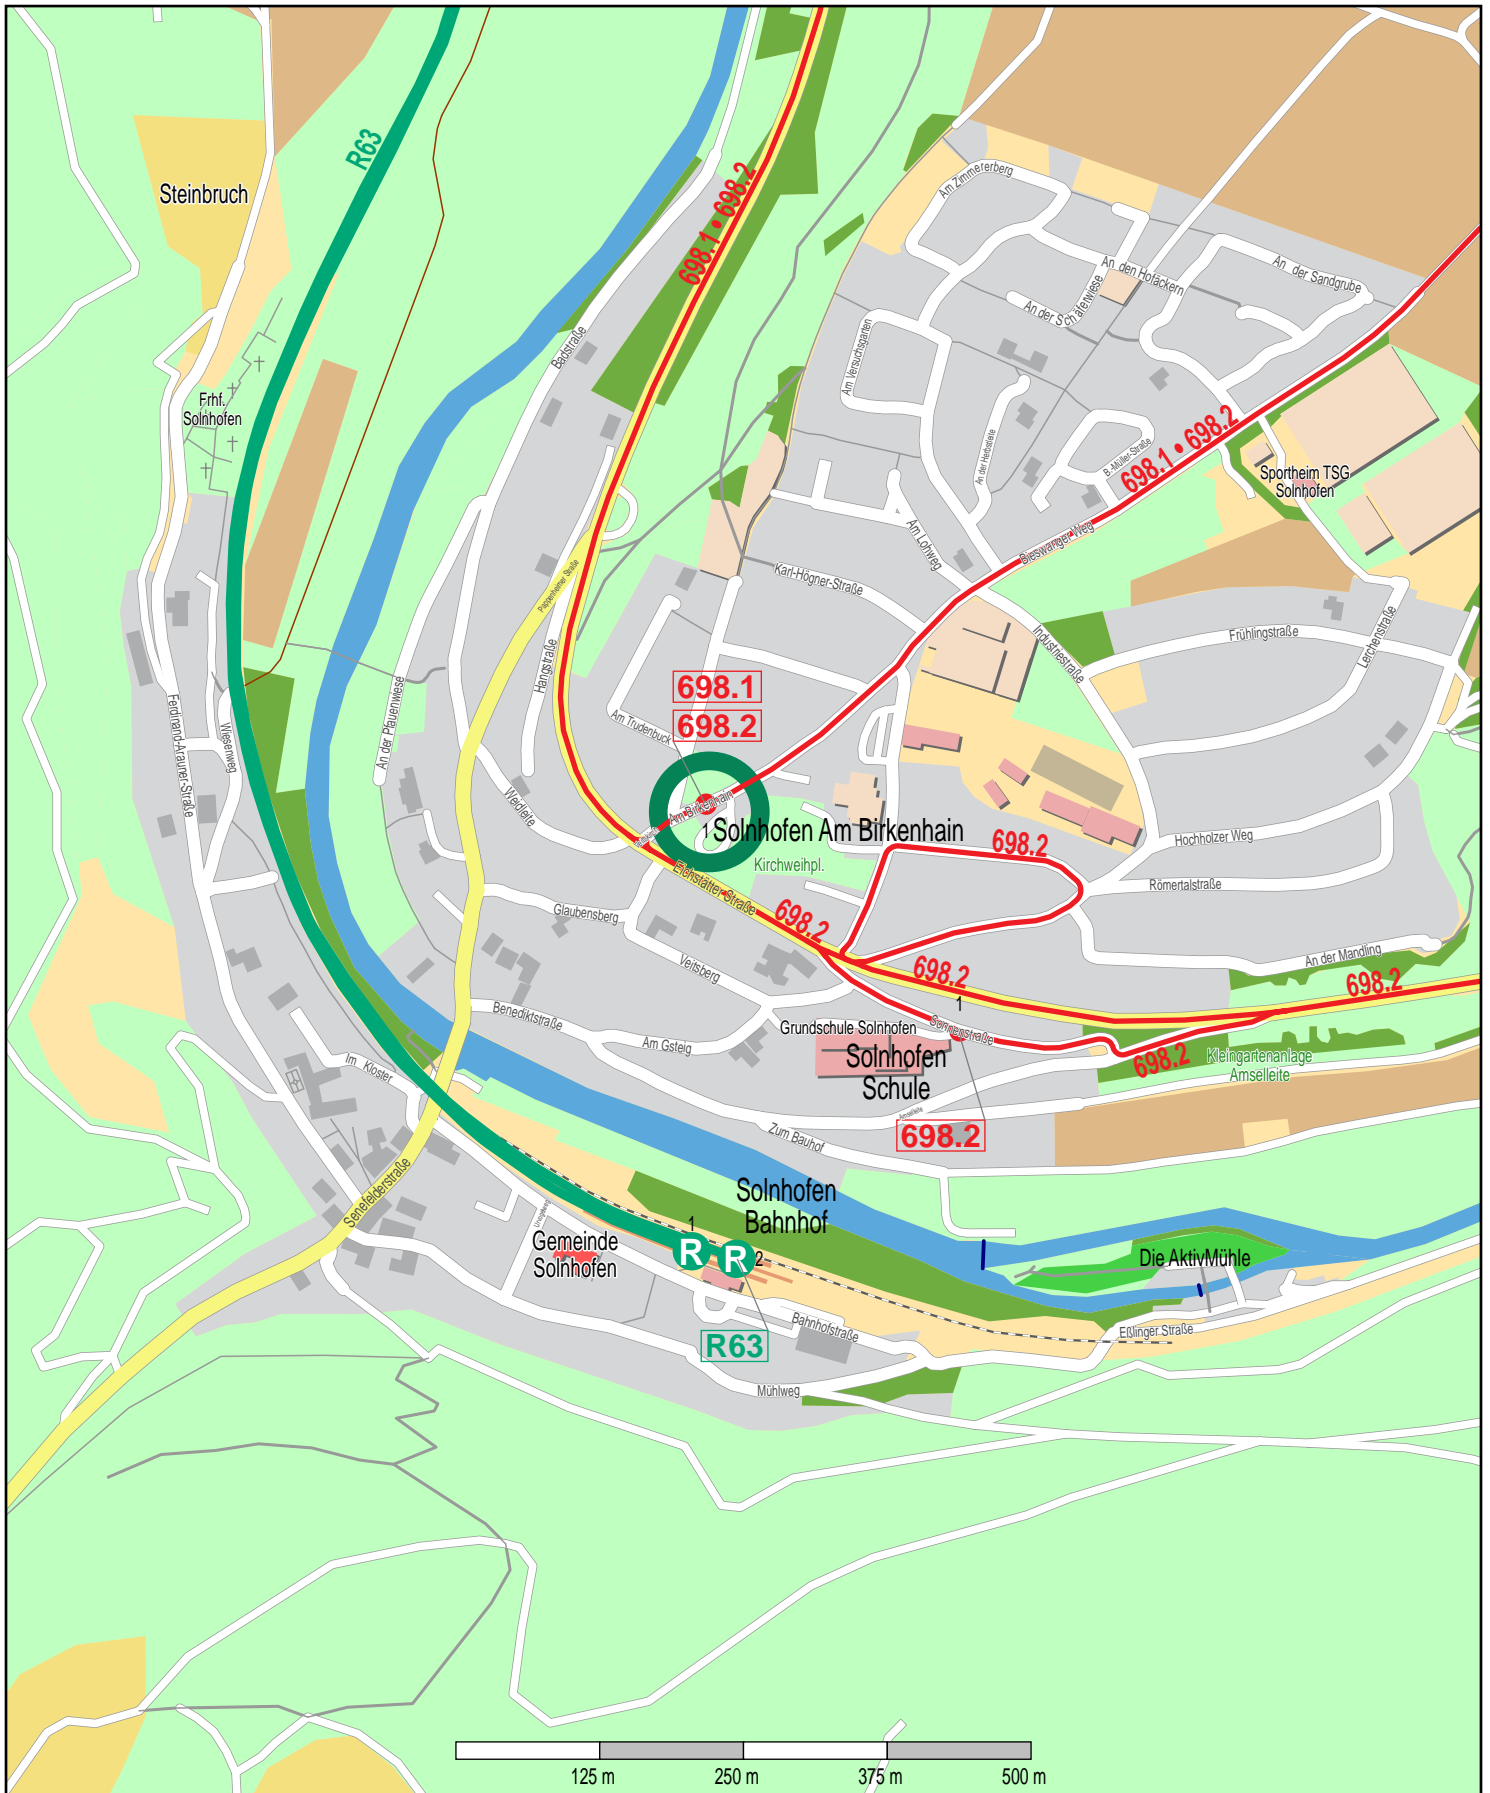 R63
Steinbruch
698.1 • 698.2
Am Zimmererberg
An den Hofäckern
An der Sandgrube
An der Schäferwiese
Badstraße
Am Versuchsgarten
Frhf.
Solnhofen
An der Herbstleite
B.-Müller-Straße
698.1 • 698.2
Sportheim TSG
Solnhofen
Am Lohweg
Bieswanger Weg
Karl-Högner-Straße
Pappenheimer Straße
Industriestraße
Frühlingstraße
Lerchenstraße
Hangstraße
698.1
698.2
Am Trudenbuck
An der Pfauenwiese
Ferdinand-Arauner-Straße
Wiesenweg
Weidleite
Am Birkenhain
1
Solnhofen Am Birkenhain
698.2
Hochholzer Weg
Kirchweihpl.
Eichstätter Straße
Römertalstraße
Glaubensberg
698.2
An der Mandling
Veitsberg
698.2
698.2
1
Benediktstraße
Sonnenstraße
Grundschule Solnhofen
Am Gsteig
Solnhofen
Schule
698.2
Kleingartenanlage
Amselleite
Im Kloster
Amselleite
698.2
Zum Bauhof
Senefelderstraße
Solnhofen
Bahnhof
1
Gemeinde
Solnhofen
R
R
2
Die AktivMühle
Bahnhofstraße
Eßlinger Straße
R63
Mühlweg
125 m
250 m
375 m
500 m